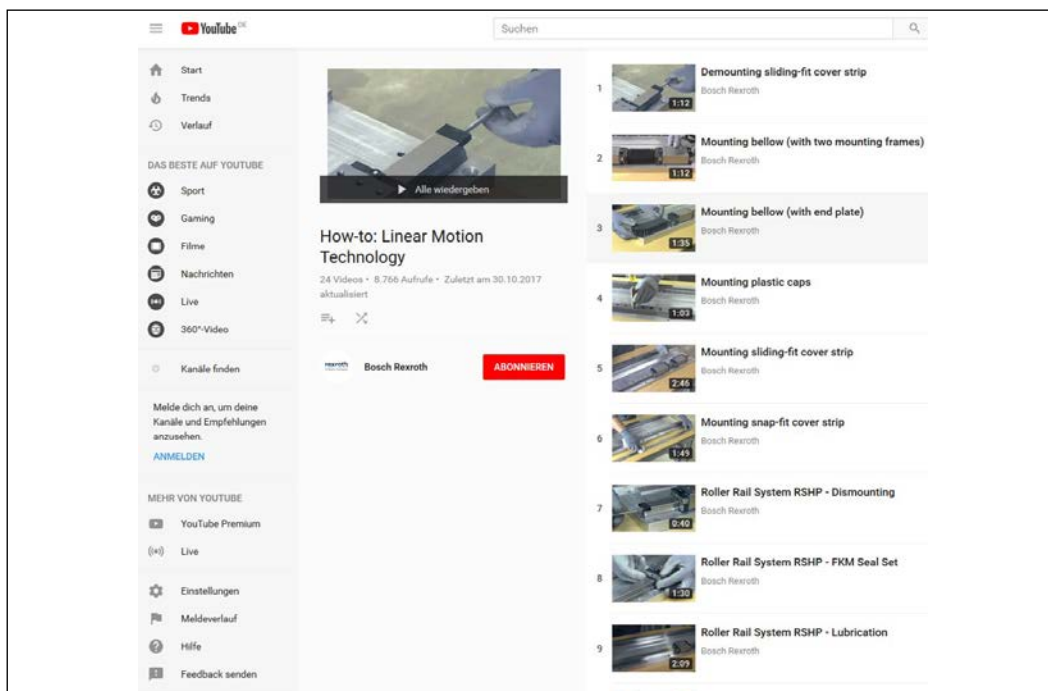 YouTube DE
Suchen
Start
Trends
Verlauf
DAS BESTE AUF YOUTUBE
Sport
Gaming
Filme
Nachrichten
Live
360°-Video
Kanäle finden
Melde dich an, um deine
Kanäle und Empfehlungen
anzusehen.
ANMELDEN
MEHR VON YOUTUBE
YouTube Premium
Live
Einstellungen
Meldeverlauf
Hilfe
Feedback senden
Alle wiedergeben
How-to: Linear Motion
Technology
24 Videos • 8.766 Aufrufe • Zuletzt am 30.10.2017
aktualisiert
rexroth
Bosch Rexroth
ABONNIEREN
1
1:12
Demounting sliding-fit cover strip
Bosch Rexroth
2
1:12
Mounting bellow (with two mounting frames)
Bosch Rexroth
3
1:35
Mounting bellow (with end plate)
Bosch Rexroth
4
1:03
Mounting plastic caps
Bosch Rexroth
5
2:46
Mounting sliding-fit cover strip
Bosch Rexroth
6
1:49
Mounting snap-fit cover strip
Bosch Rexroth
7
0:40
Roller Rail System RSHP - Dismounting
Bosch Rexroth
8
1:30
Roller Rail System RSHP - FKM Seal Set
Bosch Rexroth
9
2:09
Roller Rail System RSHP - Lubrication
Bosch Rexroth